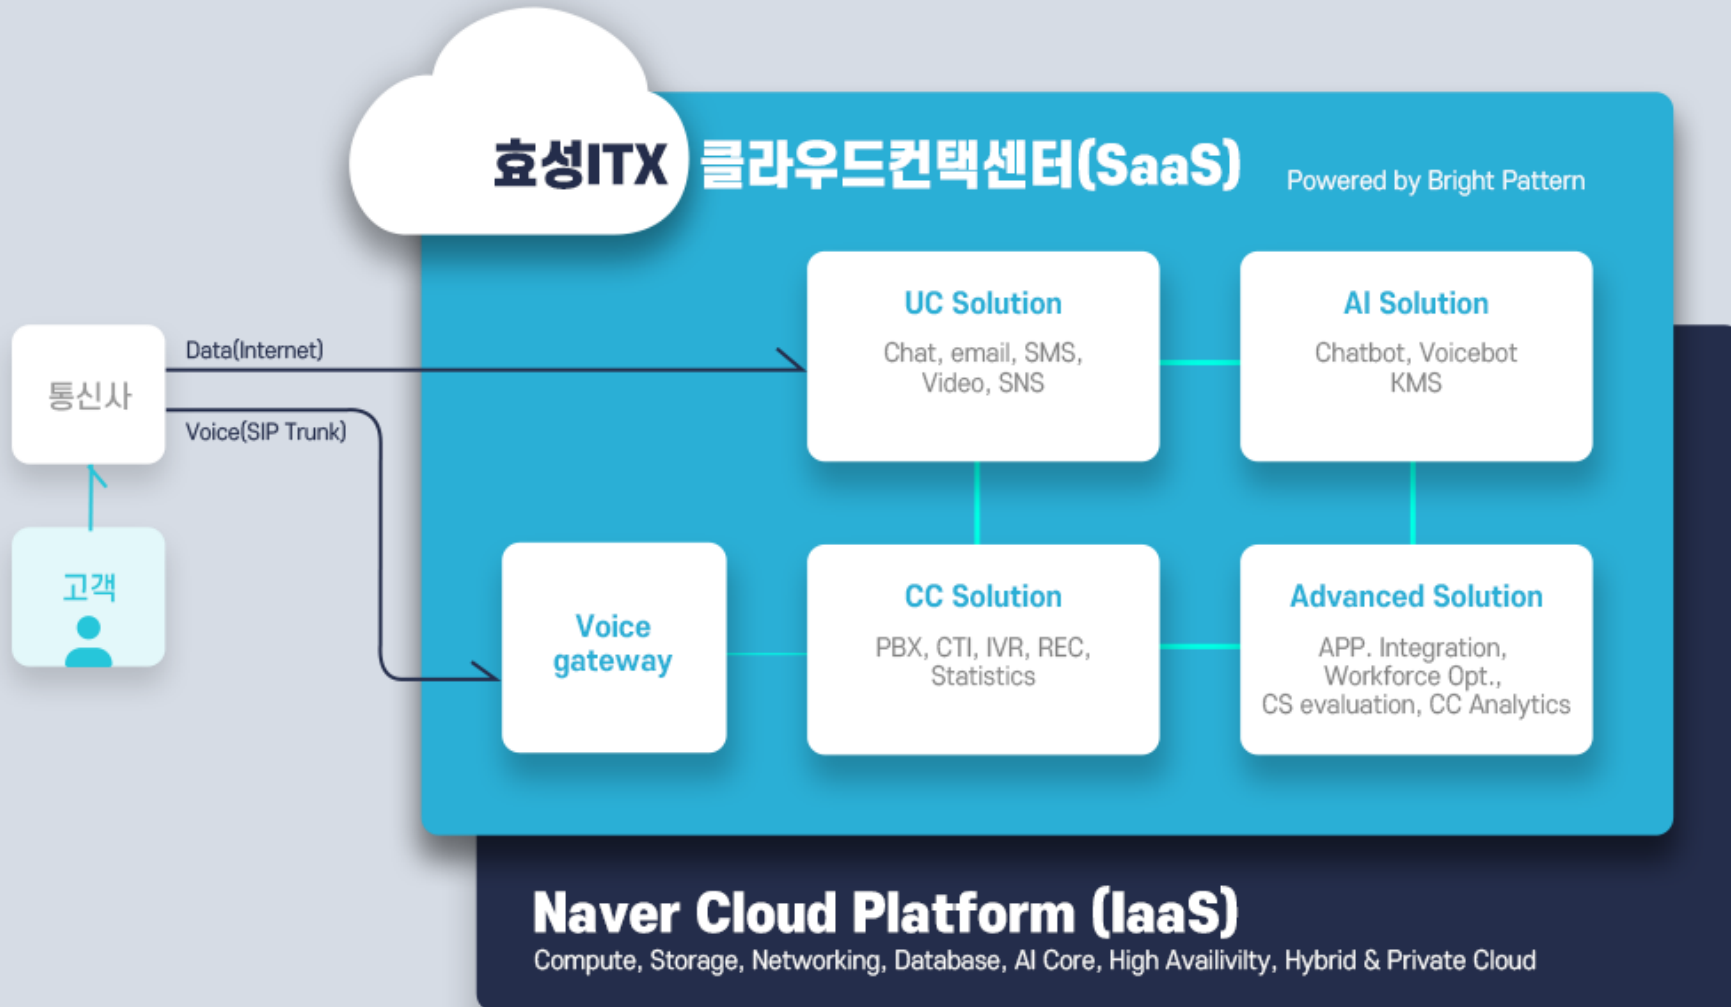 효성ITX 클라우드컨택센터(SaaS) Powered by Bright Pattern
UC Solution
Chat, email, SMS,
Video, SNS
AI Solution
Chatbot, Voicebot
KMS
통신사
Data(Internet)
Voice(SIP Trunk)
고객
Voice
gateway
CC Solution
PBX, CTI, IVR, REC,
Statistics
Advanced Solution
APP. Integration,
Workforce Opt.,
CS evaluation, CC Analytics
Naver Cloud Platform (IaaS)
Compute, Storage, Networking, Database, AI Core, High Availivilty, Hybrid & Private Cloud